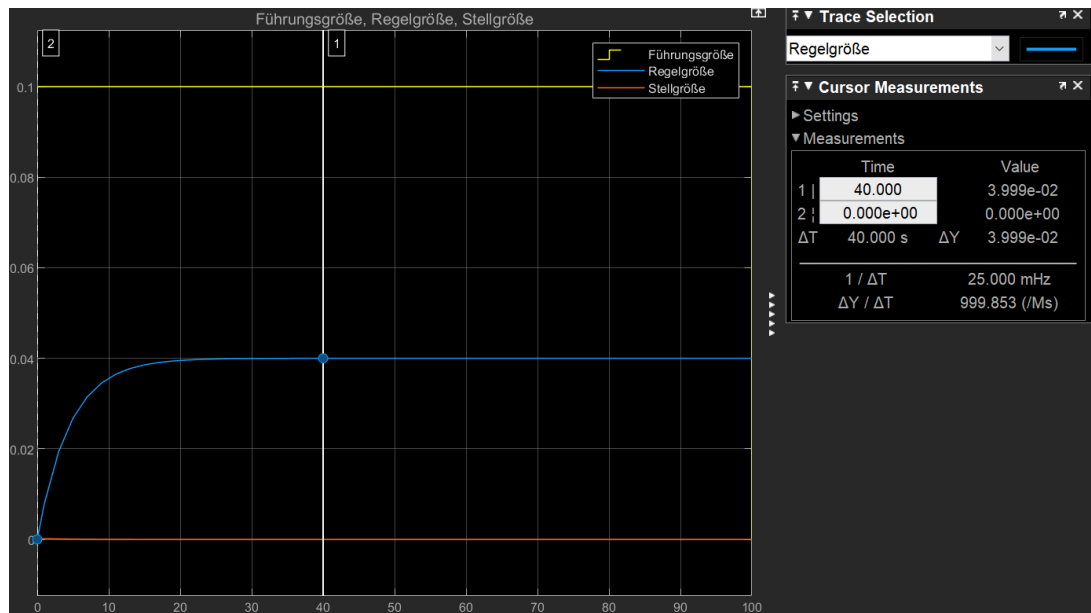 Führungsgröße, Regelgröße, Stellgröße
2
1
Führungsgröße
Regelgröße
Stellgröße
0.1
0.08
0.06
0.04
0.02
0
0 10 20 30 40 50 60 70 80 90 100
Trace Selection
Regelgröße
Cursor Measurements
Settings
Measurements
Time Value
1 | 40.000 3.999e-02
2 ¦ 0.000e+00 0.000e+00
ΔT 40.000 s ΔY 3.999e-02
1 / ΔT 25.000 mHz
ΔY / ΔT 999.853 (/Ms)